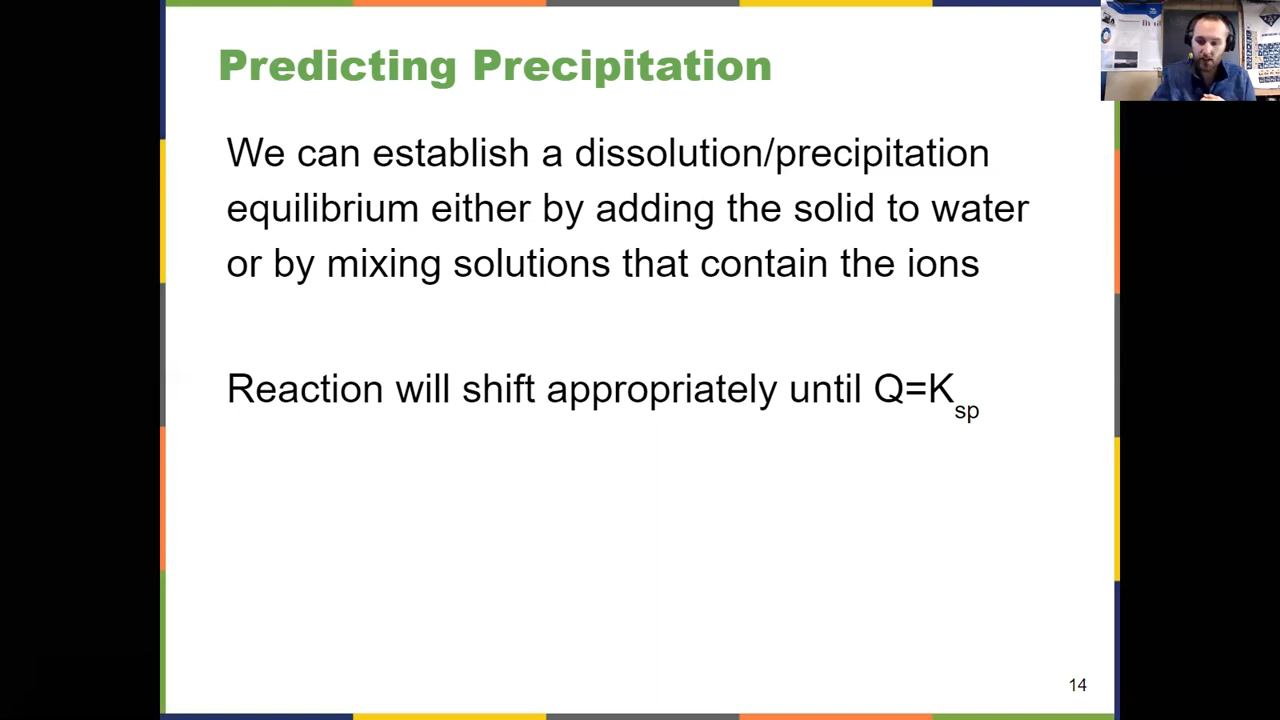 Predicting Precipitation
We can establish a dissolution/precipitation
equilibrium either by adding the solid to water
or by mixing solutions that contain the ions
Reaction will shift appropriately until Q=Ksp
14